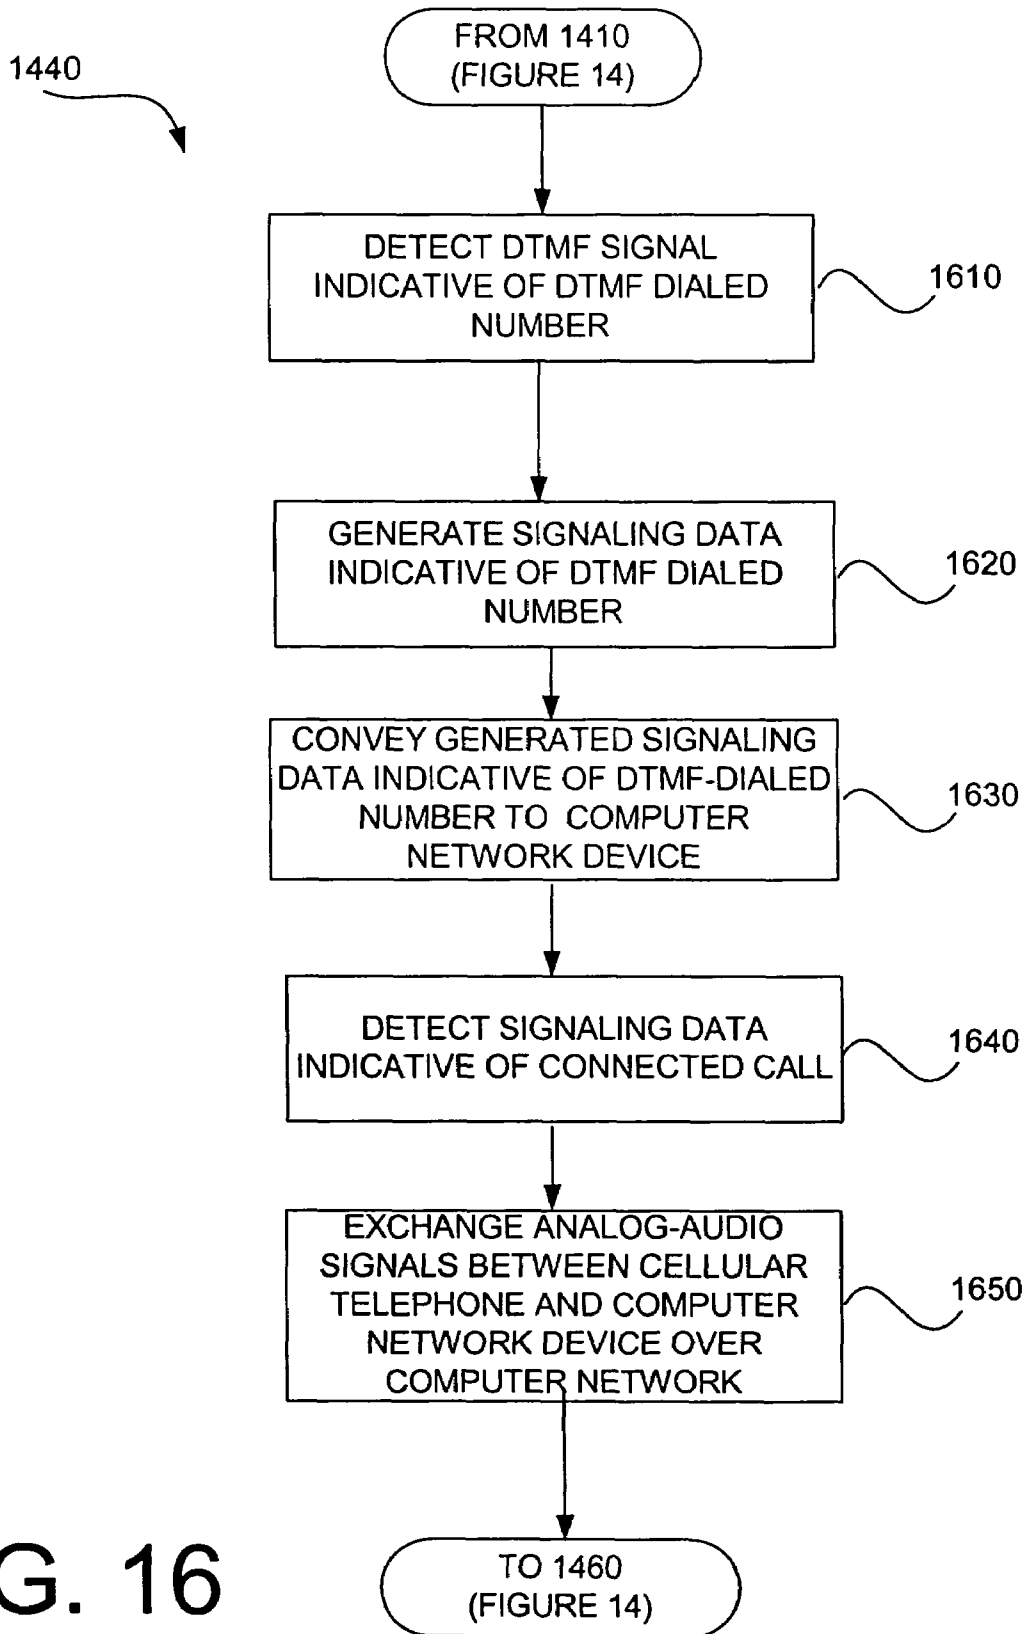 FROM 1410
(FIGURE 14)
1440
DETECT DTMF SIGNAL
INDICATIVE OF DTMF DIALED
NUMBER
1610
GENERATE SIGNALING DATA
INDICATIVE OF DTMF DIALED
NUMBER
1620
CONVEY GENERATED SIGNALING
DATA INDICATIVE OF DTMF-DIALED
NUMBER TO COMPUTER
NETWORK DEVICE
1630
DETECT SIGNALING DATA
INDICATIVE OF CONNECTED CALL
1640
EXCHANGE ANALOG-AUDIO
SIGNALS BETWEEN CELLULAR
TELEPHONE AND COMPUTER
NETWORK DEVICE OVER
COMPUTER NETWORK
1650
TO 1460
(FIGURE 14)
G. 16